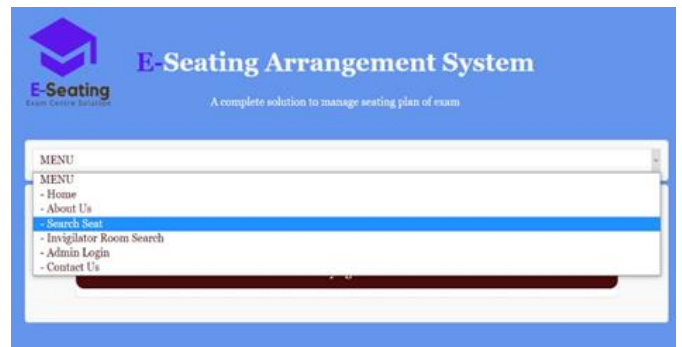 E-Seating Arrangement System
E-Seating
Exam Centre Solution
A complete solution to manage seating plan of exam
MENU
MENU
- Home
- About Us
- Search Seat
- Invigilator Room Search
- Admin Login
- Contact Us